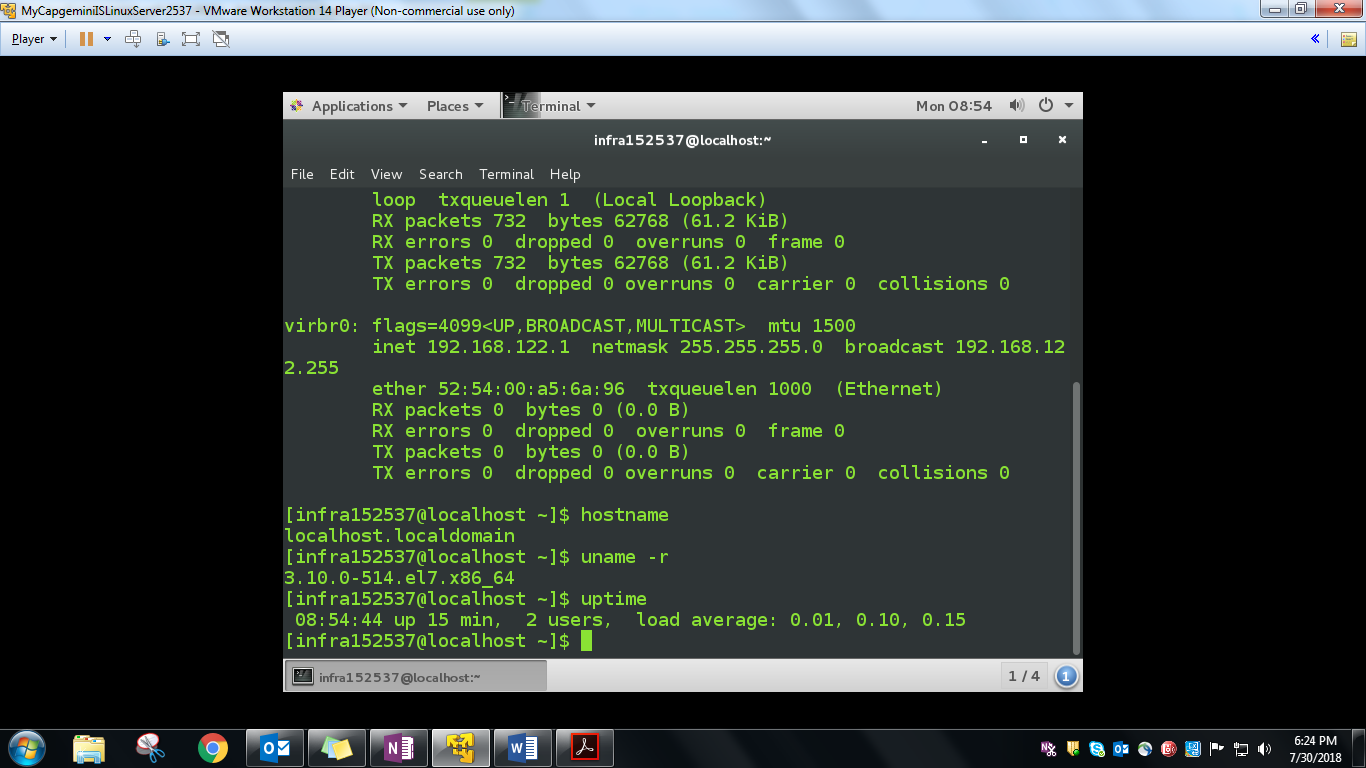 MyCapgeminiISLinuxServer2537 - VMware Workstation 14 Player (Non-commercial use only)
Player
Applications Places Terminal Mon 08:54
infra152537@localhost:~
File Edit View Search Terminal Help
loop txqueuelen 1 (Local Loopback)
RX packets 732 bytes 62768 (61.2 KiB)
RX errors 0 dropped 0 overruns 0 frame 0
TX packets 732 bytes 62768 (61.2 KiB)
TX errors 0 dropped 0 overruns 0 carrier 0 collisions 0
virbr0: flags=4099<UP,BROADCAST,MULTICAST> mtu 1500
inet 192.168.122.1 netmask 255.255.255.0 broadcast 192.168.12
2.255
ether 52:54:00:a5:6a:96 txqueuelen 1000 (Ethernet)
RX packets 0 bytes 0 (0.0 B)
RX errors 0 dropped 0 overruns 0 frame 0
TX packets 0 bytes 0 (0.0 B)
TX errors 0 dropped 0 overruns 0 carrier 0 collisions 0
[infra152537@localhost ~]$ hostname
localhost.localdomain
[infra152537@localhost ~]$ uname -r
3.10.0-514.el7.x86_64
[infra152537@localhost ~]$ uptime
08:54:44 up 15 min, 2 users, load average: 0.01, 0.10, 0.15
[infra152537@localhost ~]$
infra152537@localhost:~ 1 / 4 1
6:24 PM
7/30/2018